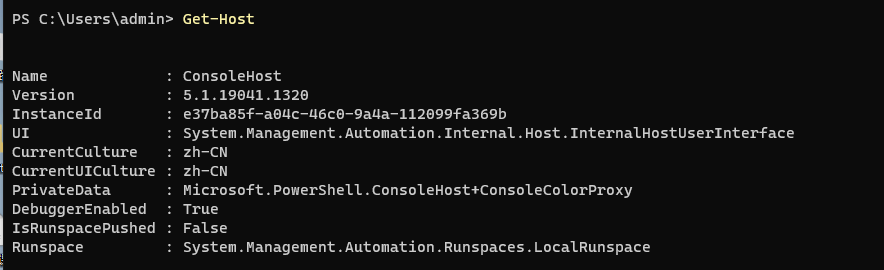 PS C:\Users\admin> Get-Host
Name : ConsoleHost
Version : 5.1.19041.1320
InstanceId : e37ba85f-a04c-46c0-9a4a-112099fa369b
UI : System.Management.Automation.Internal.Host.InternalHostUserInterface
CurrentCulture : zh-CN
CurrentUICulture : zh-CN
PrivateData : Microsoft.PowerShell.ConsoleHost+ConsoleColorProxy
DebuggerEnabled : True
IsRunspacePushed : False
Runspace : System.Management.Automation.Runspaces.LocalRunspace